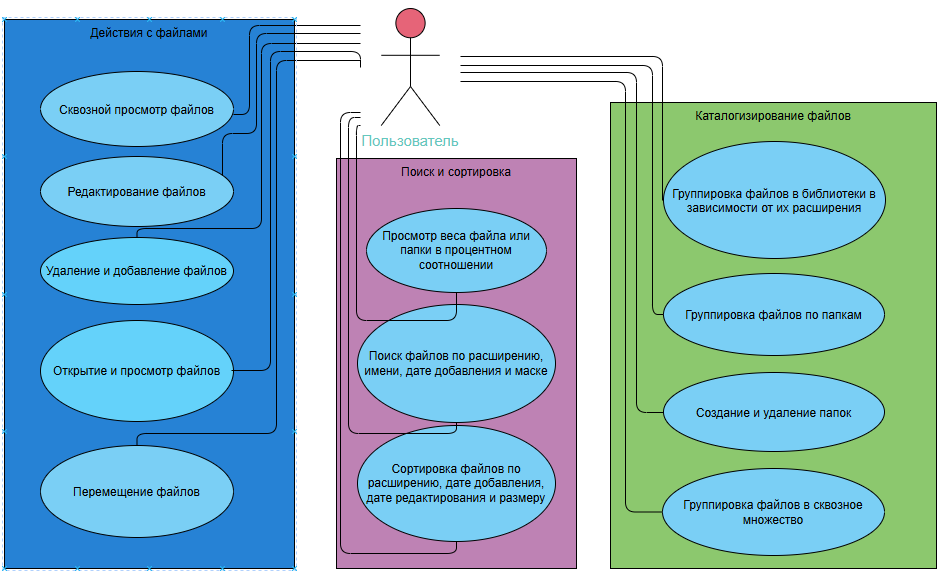 Действия с файлами
Сквозной просмотр файлов
Редактирование файлов
Удаление и добавление файлов
Открытие и просмотр файлов
Перемещение файлов
Пользователь
Поиск и сортировка
Просмотр веса файла или
папки в процентном
соотношении
Поиск файлов по расширению,
имени, дате добавления и маске
Сортировка файлов по
расширению, дате добавления,
дате редактирования и размеру
Каталогизирование файлов
Группировка файлов в библиотеки в
зависимости от их расширения
Группировка файлов по папкам
Создание и удаление папок
Группировка файлов в сквозное
множество